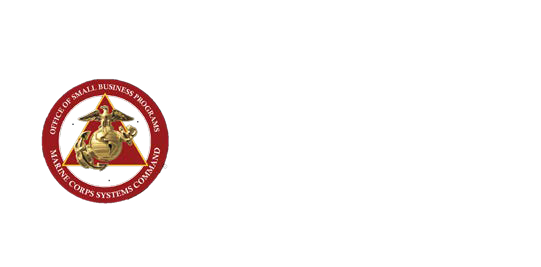 OFFICE OF SMALL BUSINESS PROGRAMS
MARINE CORPS SYSTEMS COMMAND